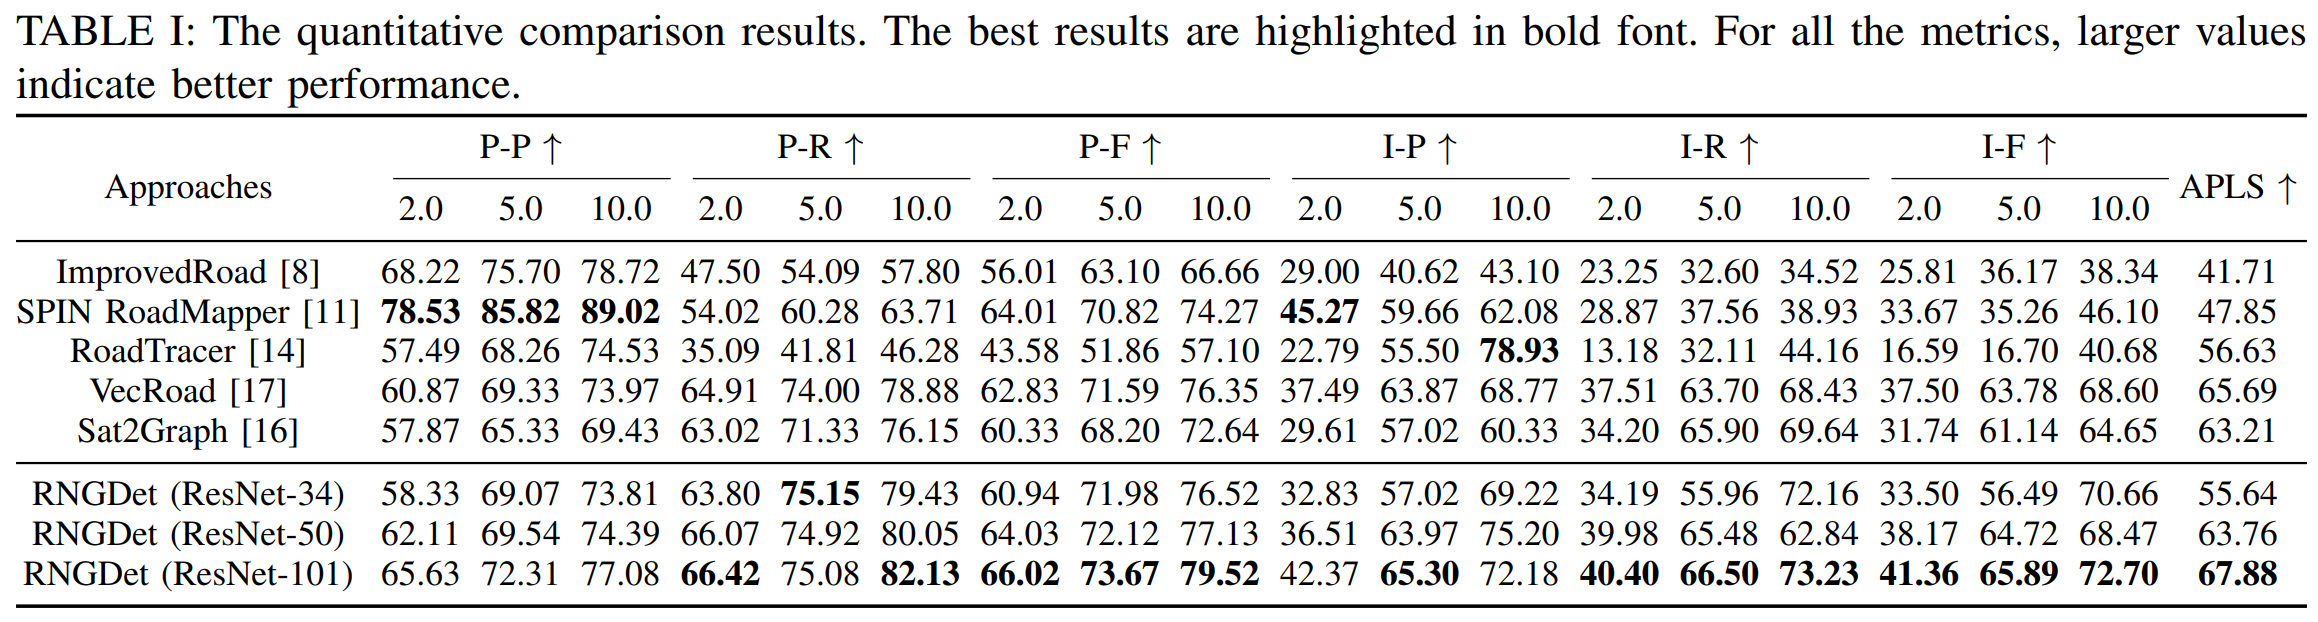 TABLE I: The quantitative comparison results. The best results are highlighted in bold font. For all the metrics, larger values
indicate better performance.
Approaches P-P ↑ P-R ↑ P-F ↑ I-P ↑ I-R ↑ I-F ↑ APLS ↑
2.0 5.0 10.0 2.0 5.0 10.0 2.0 5.0 10.0 2.0 5.0 10.0 2.0 5.0 10.0 2.0 5.0 10.0
ImprovedRoad [8] 68.22 75.70 78.72 47.50 54.09 57.80 56.01 63.10 66.66 29.00 40.62 43.10 23.25 32.60 34.52 25.81 36.17 38.34 41.71
SPIN RoadMapper [11] 78.53 85.82 89.02 54.02 60.28 63.71 64.01 70.82 74.27 45.27 59.66 62.08 28.87 37.56 38.93 33.67 35.26 46.10 47.85
RoadTracer [14] 57.49 68.26 74.53 35.09 41.81 46.28 43.58 51.86 57.10 22.79 55.50 78.93 13.18 32.11 44.16 16.59 16.70 40.68 56.63
VecRoad [17] 60.87 69.33 73.97 64.91 74.00 78.88 62.83 71.59 76.35 37.49 63.87 68.77 37.51 63.70 68.43 37.50 63.78 68.60 65.69
Sat2Graph [16] 57.87 65.33 69.43 63.02 71.33 76.15 60.33 68.20 72.64 29.61 57.02 60.33 34.20 65.90 69.64 31.74 61.14 64.65 63.21
RNGDet (ResNet-34) 58.33 69.07 73.81 63.80 75.15 79.43 60.94 71.98 76.52 32.83 57.02 69.22 34.19 55.96 72.16 33.50 56.49 70.66 55.64
RNGDet (ResNet-50) 62.11 69.54 74.39 66.07 74.92 80.05 64.03 72.12 77.13 36.51 63.97 75.20 39.98 65.48 62.84 38.17 64.72 68.47 63.76
RNGDet (ResNet-101) 65.63 72.31 77.08 66.42 75.08 82.13 66.02 73.67 79.52 42.37 65.30 72.18 40.40 66.50 73.23 41.36 65.89 72.70 67.88